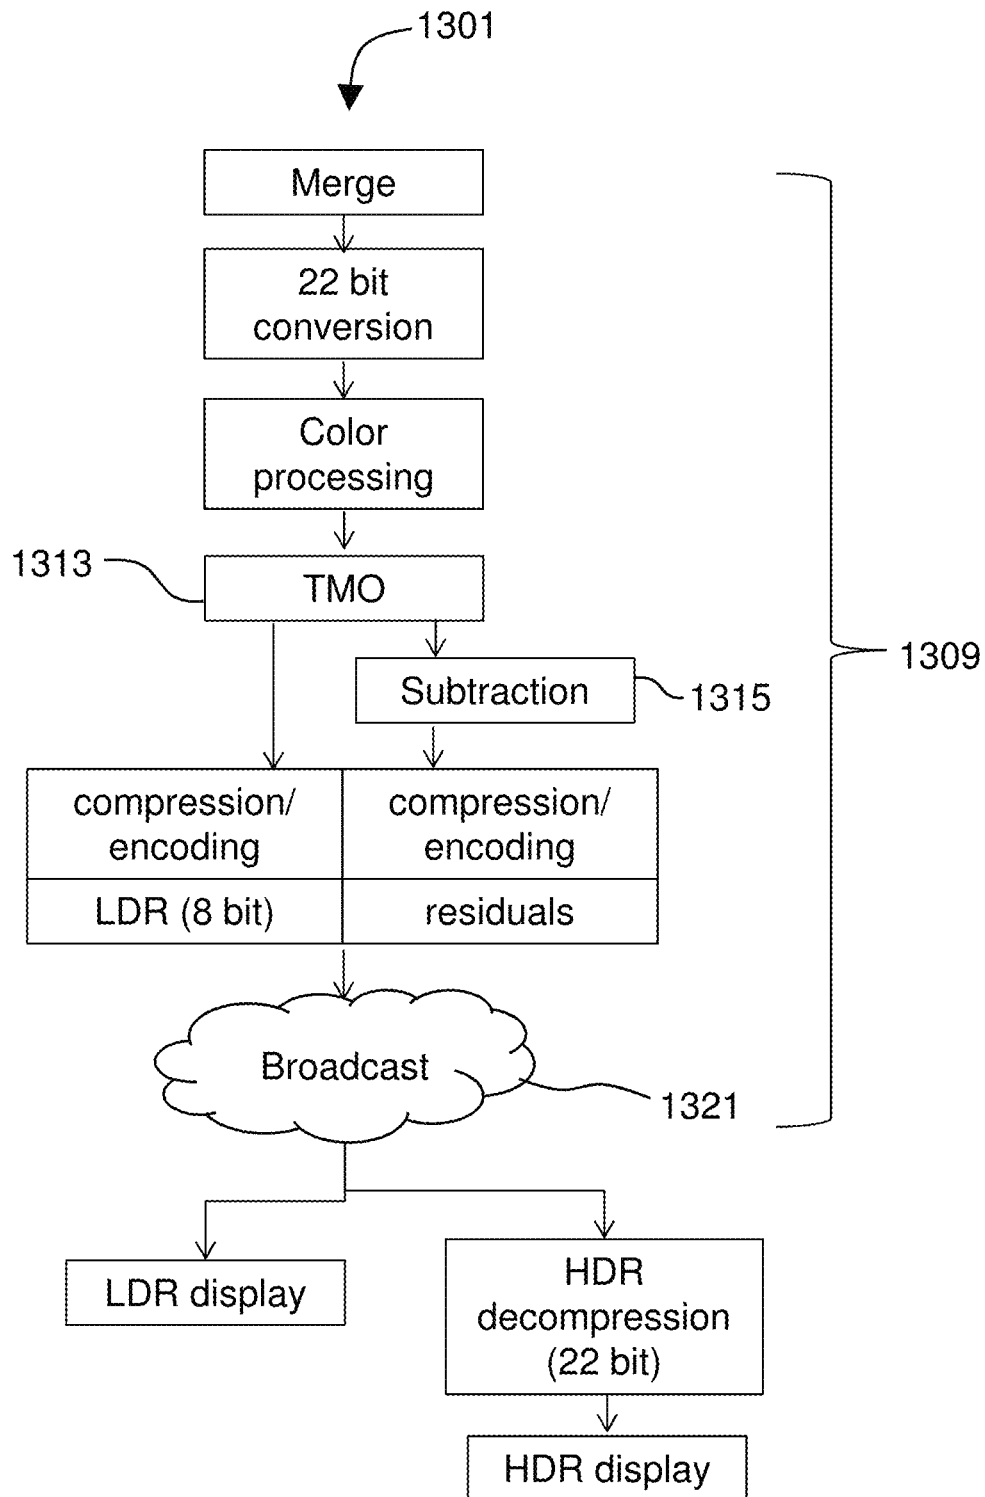 1301
Merge
22 bit
conversion
Color
processing
1313
TMO
1309
Subtraction
1315
compression/
encoding
compression/
encoding
LDR (8 bit)
residuals
Broadcast
1321
LDR display
HDR
decompression
(22 bit)
HDR display